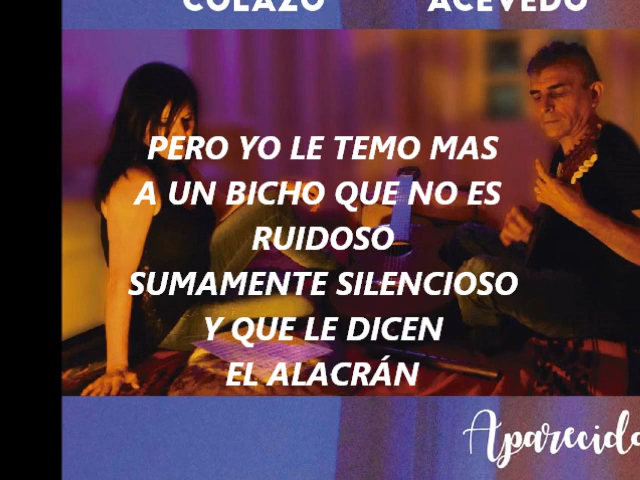 COLAZO ACEVEDO
PERO YO LE TEMO MAS
A UN BICHO QUE NO ES
RUIDOSO
SUMAMENTE SILENCIOSO
Y QUE LE DICEN
EL ALACRÁN